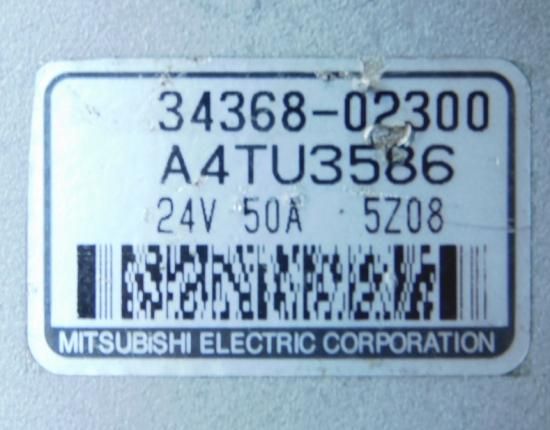 34368-02300
A4TU3586
24V 50A 5Z08
MITSUBISHI ELECTRIC CORPORATION